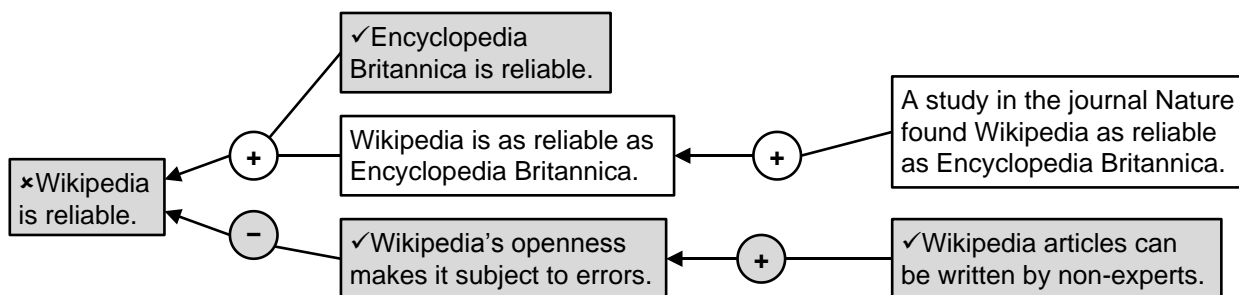 ✓Encyclopedia
Britannica is reliable.
A study in the journal Nature
found Wikipedia as reliable
as Encyclopedia Britannica.
Wikipedia is as reliable as
Encyclopedia Britannica.
+
+
×Wikipedia
is reliable.
−
✓Wikipedia’s openness
makes it subject to errors.
+
✓Wikipedia articles can
be written by non-experts.